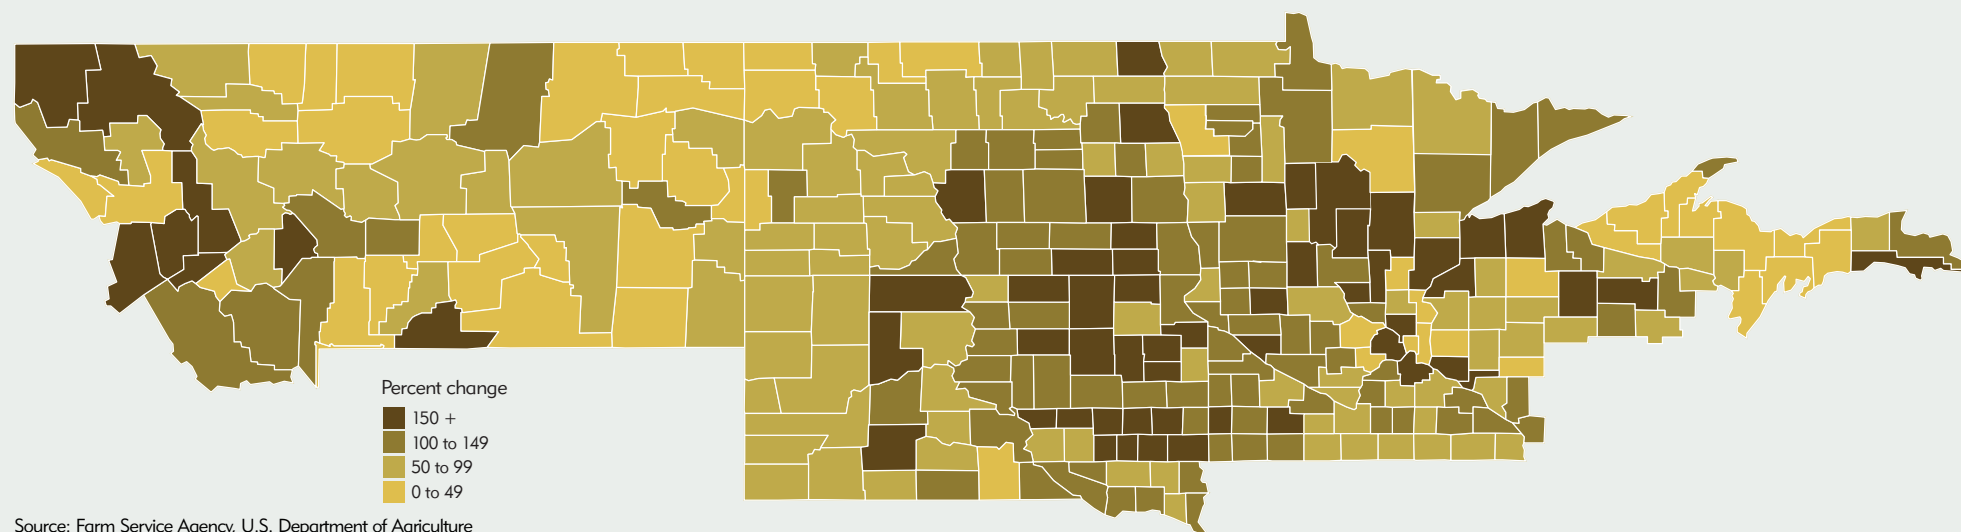 Percent change
150 +
100 to 149
50 to 99
0 to 49
Source: Farm Service Agency, U.S. Department of Agriculture